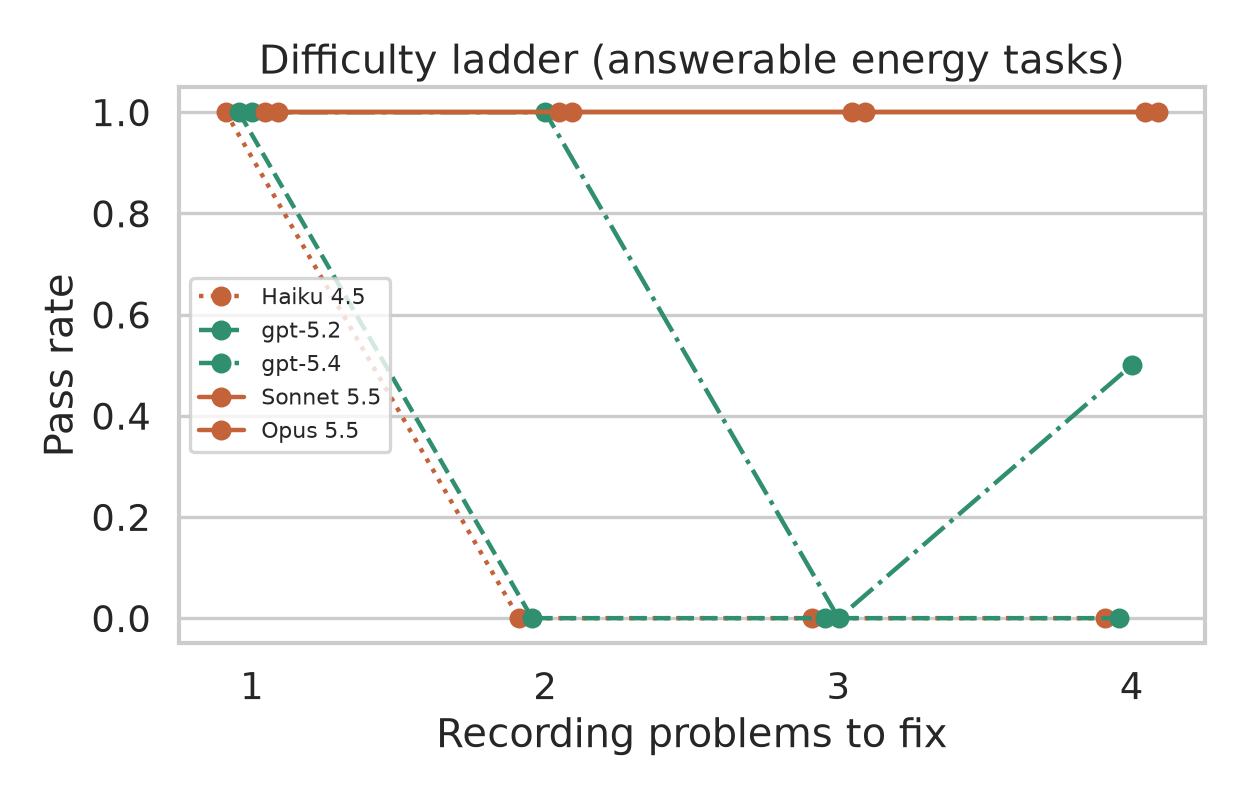 Difficulty ladder (answerable energy tasks)
1.0
0.8
0.6
0.4
0.2
0.0
Pass rate
Haiku 4.5
gpt-5.2
gpt-5.4
Sonnet 5.5
Opus 5.5
1 2 3 4
Recording problems to fix